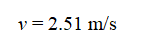 v = 2.51 m/s